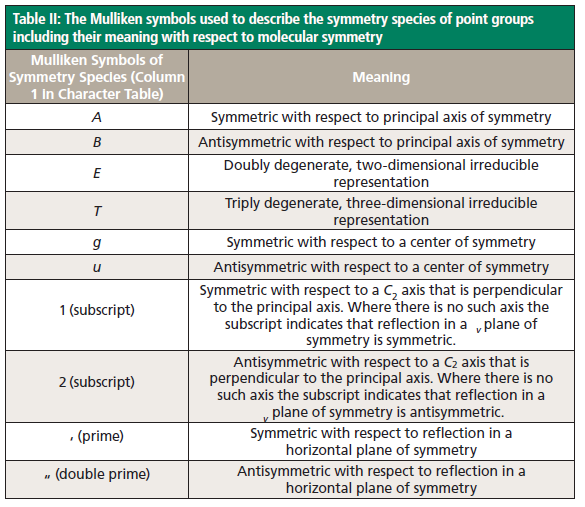 Table II: The Mulliken symbols used to describe the symmetry species of point groups
including their meaning with respect to molecular symmetry
Mulliken Symbols of
Symmetry Species (Column
1 In Character Table)
Meaning
A
Symmetric with respect to principal axis of symmetry
B
Antisymmetric with respect to principal axis of symmetry
E
Doubly degenerate, two-dimensional irreducible
representation
T
Triply degenerate, three-dimensional irreducible
representation
g
Symmetric with respect to a center of symmetry
u
Antisymmetric with respect to a center of symmetry
1 (subscript)
Symmetric with respect to a C2 axis that is perpendicular
to the principal axis. Where there is no such axis the
subscript indicates that reflection in a v plane of
symmetry is symmetric.
2 (subscript)
Antisymmetric with respect to a C2 axis that is
perpendicular to the principal axis. Where there is no
such axis the subscript indicates that reflection in a
v plane of symmetry is antisymmetric.
, (prime)
Symmetric with respect to reflection in a
horizontal plane of symmetry
„ (double prime)
Antisymmetric with respect to reflection in a
horizontal plane of symmetry